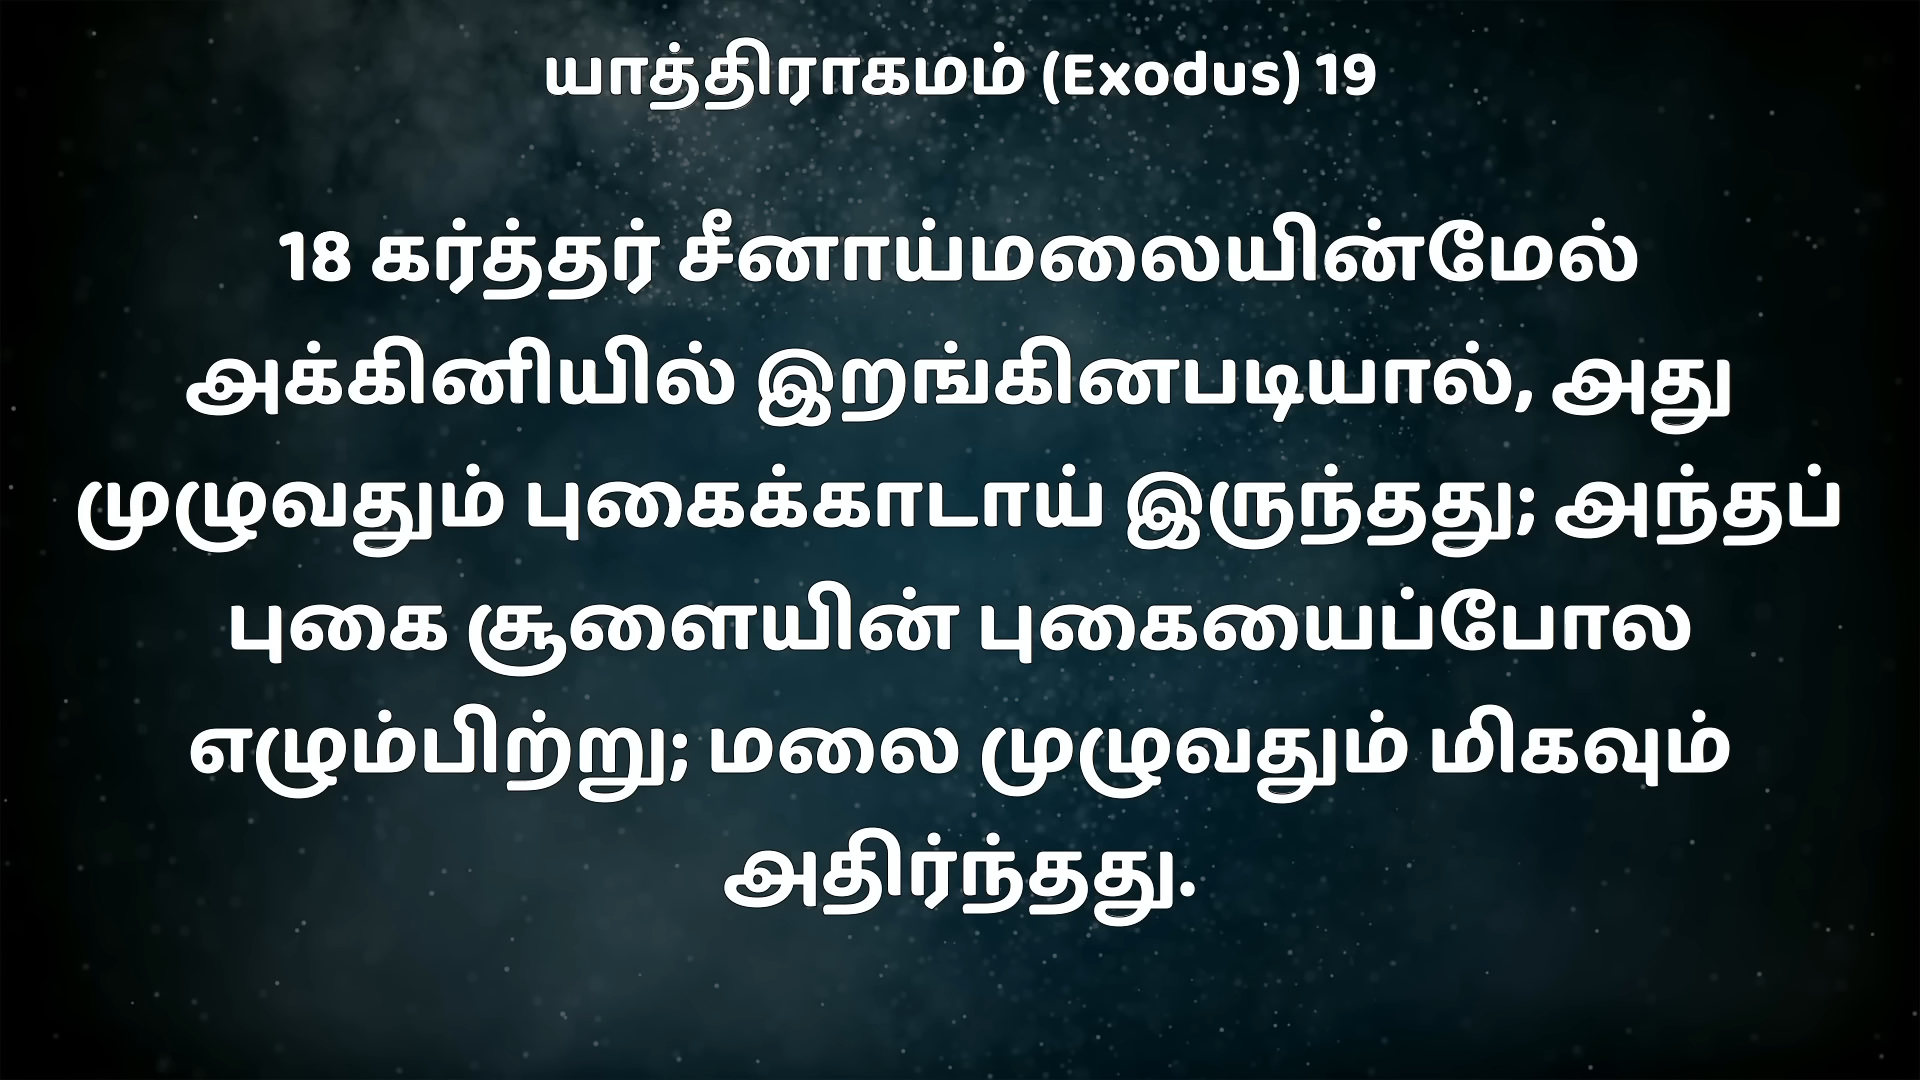 யாத்திராகமம் (Exodus) 19
18 கர்த்தர் சீனாய்மலையின்மேல்
அக்கினியில் இறங்கினபடியால், அது
முழுவதும் புகைக்காடாய் இருந்தது; அந்தப்
புகை சூளையின் புகையைப்போல
எழும்பிற்று; மலை முழுவதும் மிகவும்
அதிர்ந்தது.